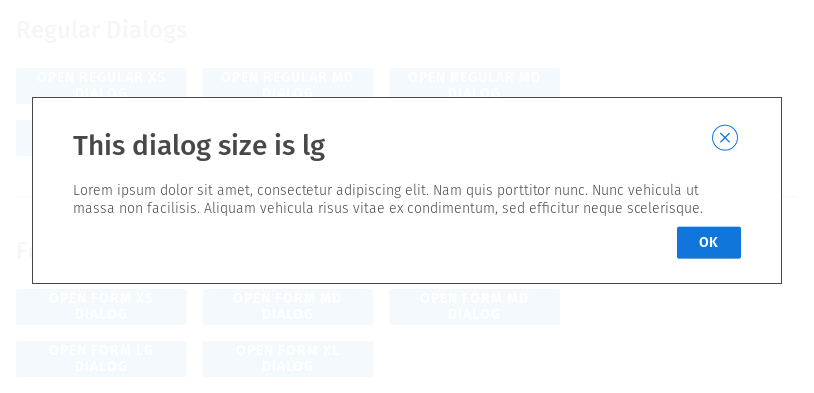 Regular Dialogs
OPEN REGULAR XS
DIALOG
OPEN REGULAR MD
DIALOG
OPEN REGULAR MD
DIALOG
This dialog size is lg
Lorem ipsum dolor sit amet, consectetur adipiscing elit. Nam quis porttitor nunc. Nunc vehicula ut
massa non facilisis. Aliquam vehicula risus vitae ex condimentum, sed efficitur neque scelerisque.
OK
OPEN FORM XS
DIALOG
OPEN FORM MD
DIALOG
OPEN FORM MD
DIALOG
OPEN FORM LG
DIALOG
OPEN FORM XL
DIALOG